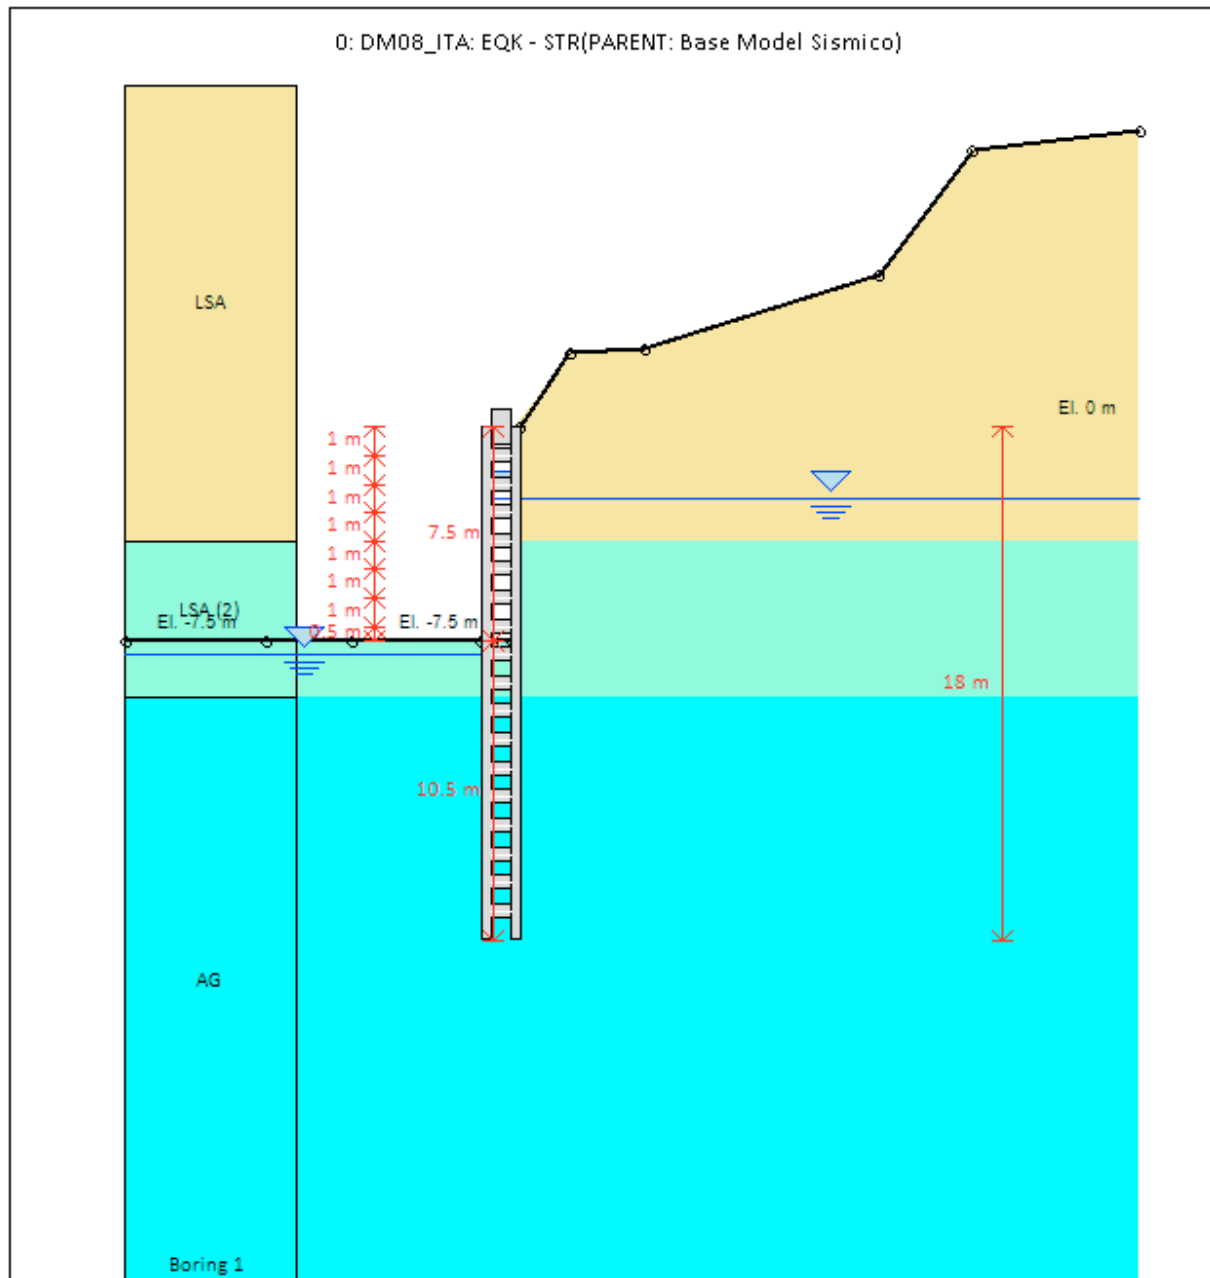 0: DM08_ITA: EQK - STR(PARENT: Base Model Sismico)
LSA
El. 0 m
1 m
1 m
1 m
1 m
1 m
1 m
1 m
0.5 m
7.5 m
LSA (2)
El. -7.5 m
El. -7.5 m
18 m
10.5 m
AG
Boring 1